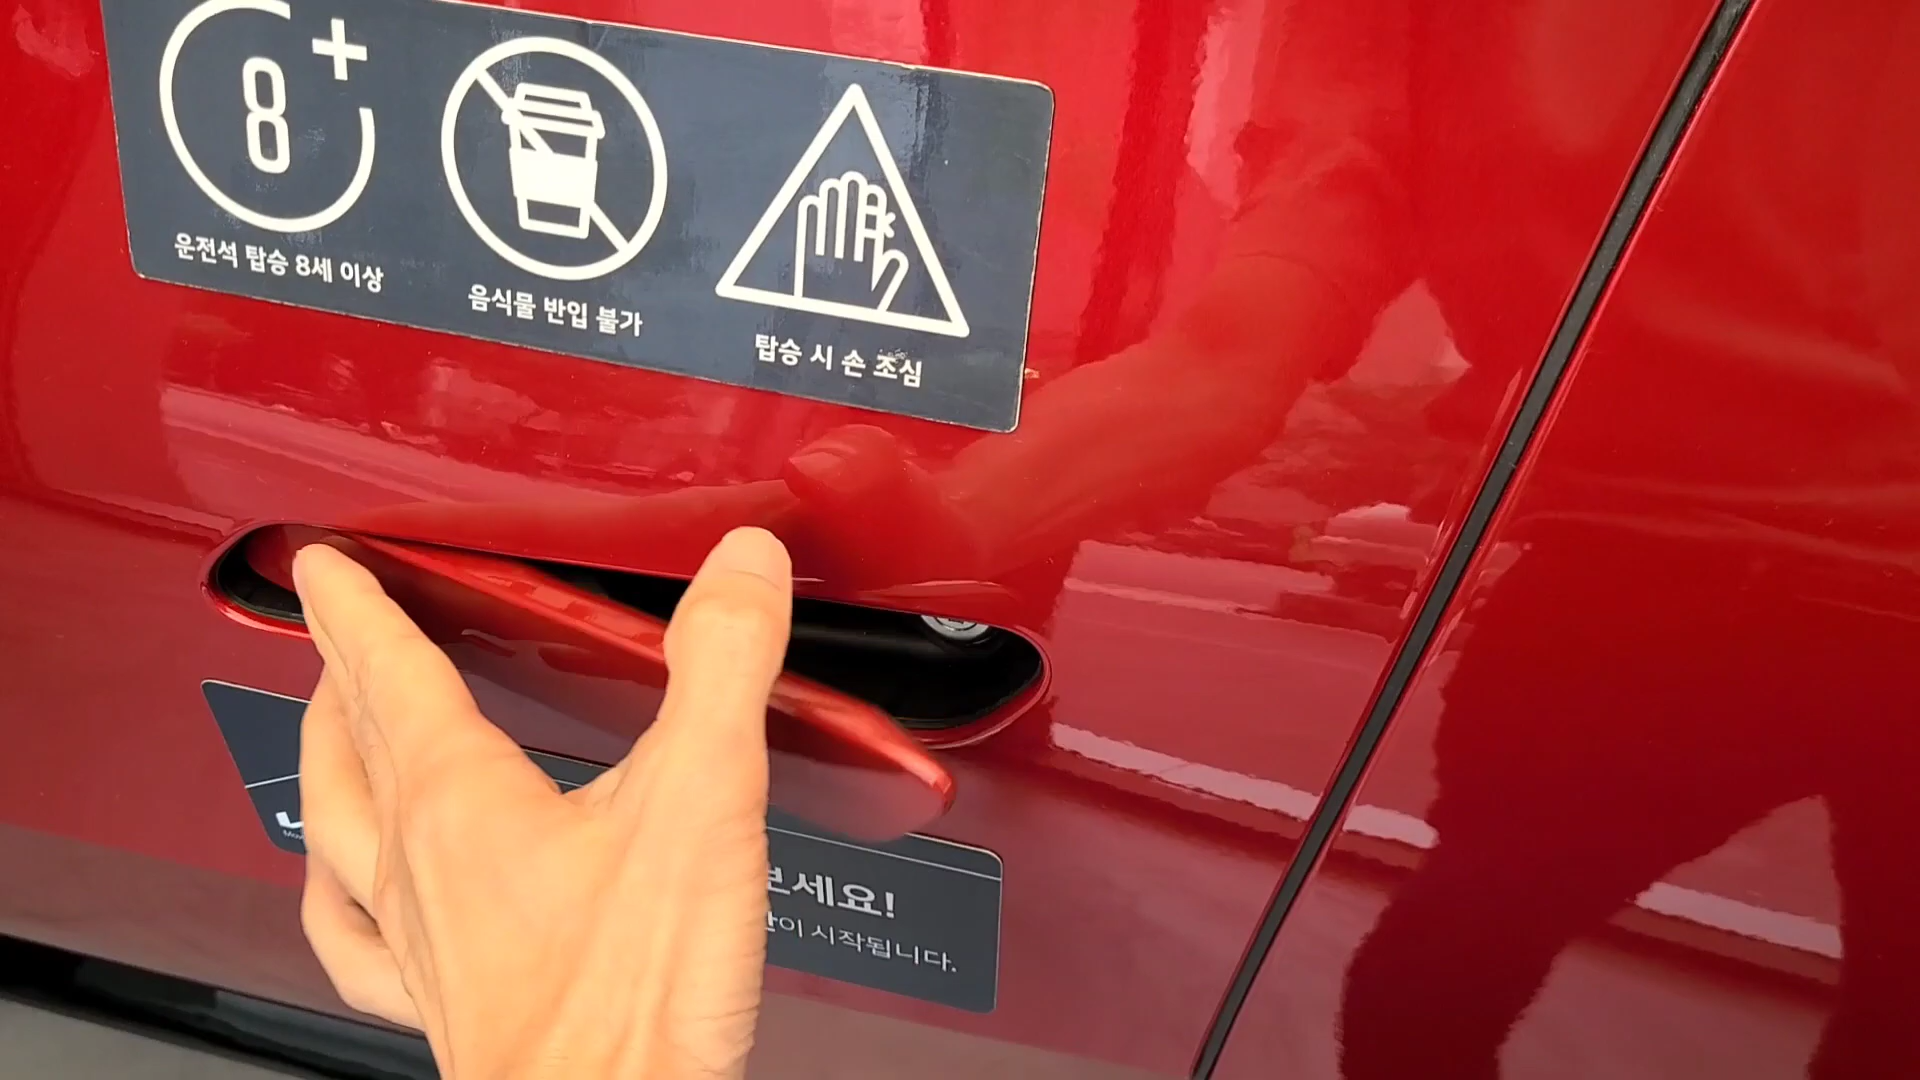 8+
운전석 탑승 8세 이상
음식물 반입 불가
탑승 시 손 조심
보세요!
이 시작됩니다.